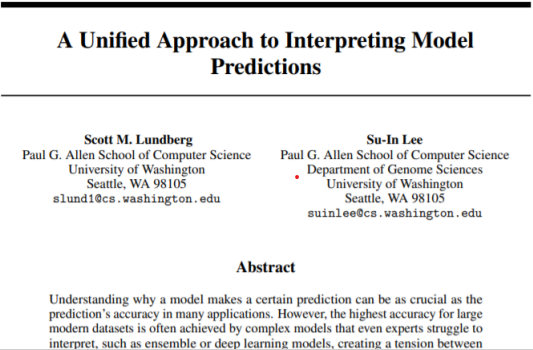 A Unified Approach to Interpreting Model
Predictions
Scott M. Lundberg
Paul G. Allen School of Computer Science
University of Washington
Seattle, WA 98105
slund1@cs.washington.edu
Su-In Lee
Paul G. Allen School of Computer Science
Department of Genome Sciences
University of Washington
Seattle, WA 98105
suinlee@cs.washington.edu
Abstract
Understanding why a model makes a certain prediction can be as crucial as the
prediction's accuracy in many applications. However, the highest accuracy for large
modern datasets is often achieved by complex models that even experts struggle to
interpret, such as ensemble or deep learning models, creating a tension between